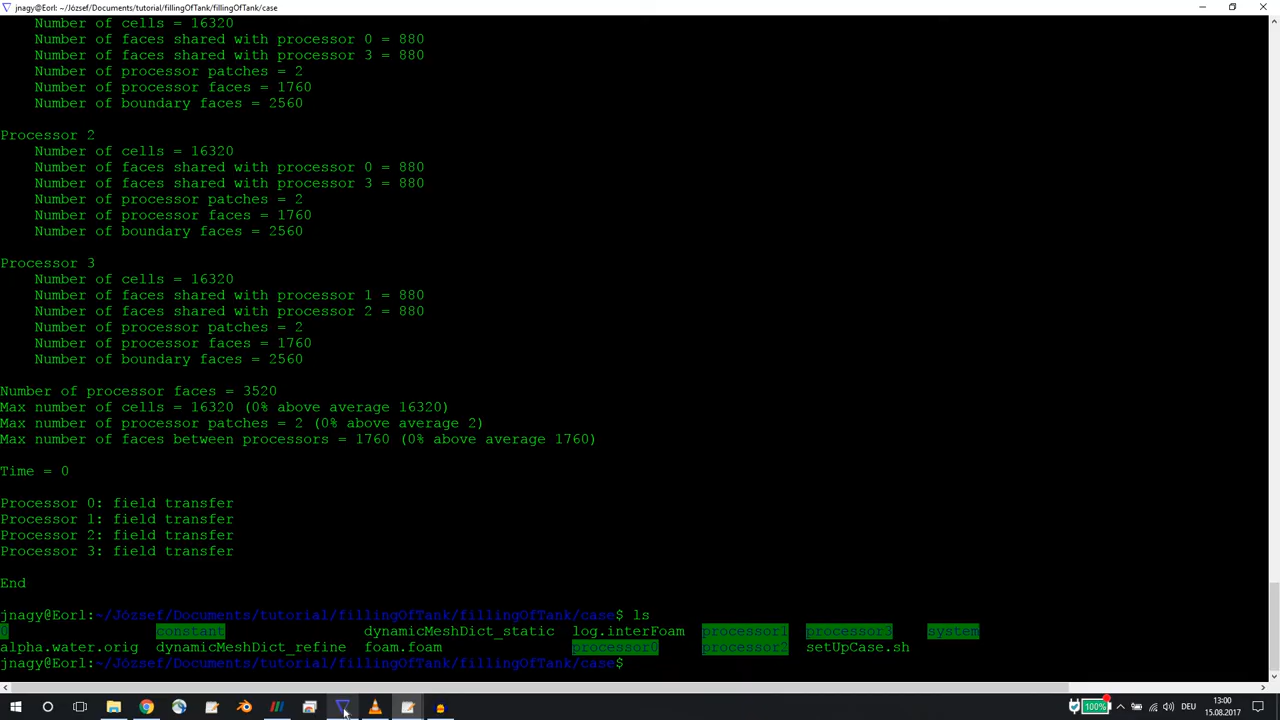 jnagy@Eorl: ~/József/Documents/tutorial/fillingOfTank/fillingOfTank/case
Number of cells = 16320
Number of faces shared with processor 0 = 880
Number of faces shared with processor 3 = 880
Number of processor patches = 2
Number of processor faces = 1760
Number of boundary faces = 2560
Processor 2
Number of cells = 16320
Number of faces shared with processor 0 = 880
Number of faces shared with processor 3 = 880
Number of processor patches = 2
Number of processor faces = 1760
Number of boundary faces = 2560
Processor 3
Number of cells = 16320
Number of faces shared with processor 1 = 880
Number of faces shared with processor 2 = 880
Number of processor patches = 2
Number of processor faces = 1760
Number of boundary faces = 2560
Number of processor faces = 3520
Max number of cells = 16320 (0% above average 16320)
Max number of processor patches = 2 (0% above average 2)
Max number of faces between processors = 1760 (0% above average 1760)
Time = 0
Processor 0: field transfer
Processor 1: field transfer
Processor 2: field transfer
Processor 3: field transfer
End
jnagy@Eorl:~/József/Documents/tutorial/fillingOfTank/fillingOfTank/case$ ls
0 constant dynamicMeshDict_static log.interFoam processor1 processor3 system
alpha.water.orig dynamicMeshDict_refine foam.foam processor0 processor2 setUpCase.sh
jnagy@Eorl:~/József/Documents/tutorial/fillingOfTank/fillingOfTank/case$
100% DEU 13:00
15.08.2017